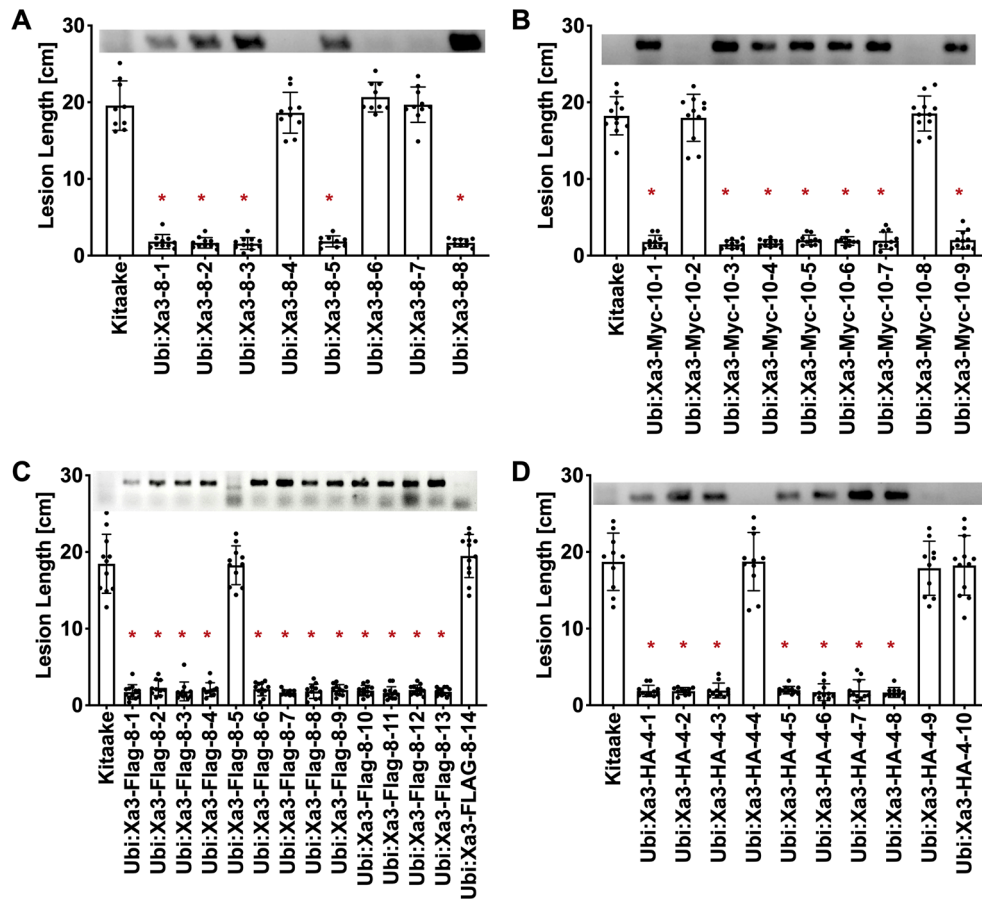 A
Lesion Length [cm]
30
20
10
0
* * * * *
Kitaake
Ubi:Xa3-8-1
Ubi:Xa3-8-2
Ubi:Xa3-8-3
Ubi:Xa3-8-4
Ubi:Xa3-8-5
Ubi:Xa3-8-6
Ubi:Xa3-8-7
Ubi:Xa3-8-8
B
Lesion Length [cm]
30
20
10
0
* * * * * * *
Kitaake
Ubi:Xa3-Myc-10-1
Ubi:Xa3-Myc-10-2
Ubi:Xa3-Myc-10-3
Ubi:Xa3-Myc-10-4
Ubi:Xa3-Myc-10-5
Ubi:Xa3-Myc-10-6
Ubi:Xa3-Myc-10-7
Ubi:Xa3-Myc-10-8
Ubi:Xa3-Myc-10-9
C
Lesion Length [cm]
30
20
10
0
* * * * * * * * * * * *
Kitaake
Ubi:Xa3-Flag-8-1
Ubi:Xa3-Flag-8-2
Ubi:Xa3-Flag-8-3
Ubi:Xa3-Flag-8-4
Ubi:Xa3-Flag-8-5
Ubi:Xa3-Flag-8-6
Ubi:Xa3-Flag-8-7
Ubi:Xa3-Flag-8-8
Ubi:Xa3-Flag-8-9
Ubi:Xa3-Flag-8-10
Ubi:Xa3-Flag-8-11
Ubi:Xa3-Flag-8-12
Ubi:Xa3-Flag-8-13
Ubi:Xa3-FLAG-8-14
D
Lesion Length [cm]
30
20
10
0
* * * * * * *
Kitaake
Ubi:Xa3-HA-4-1
Ubi:Xa3-HA-4-2
Ubi:Xa3-HA-4-3
Ubi:Xa3-HA-4-4
Ubi:Xa3-HA-4-5
Ubi:Xa3-HA-4-6
Ubi:Xa3-HA-4-7
Ubi:Xa3-HA-4-8
Ubi:Xa3-HA-4-9
Ubi:Xa3-HA-4-10